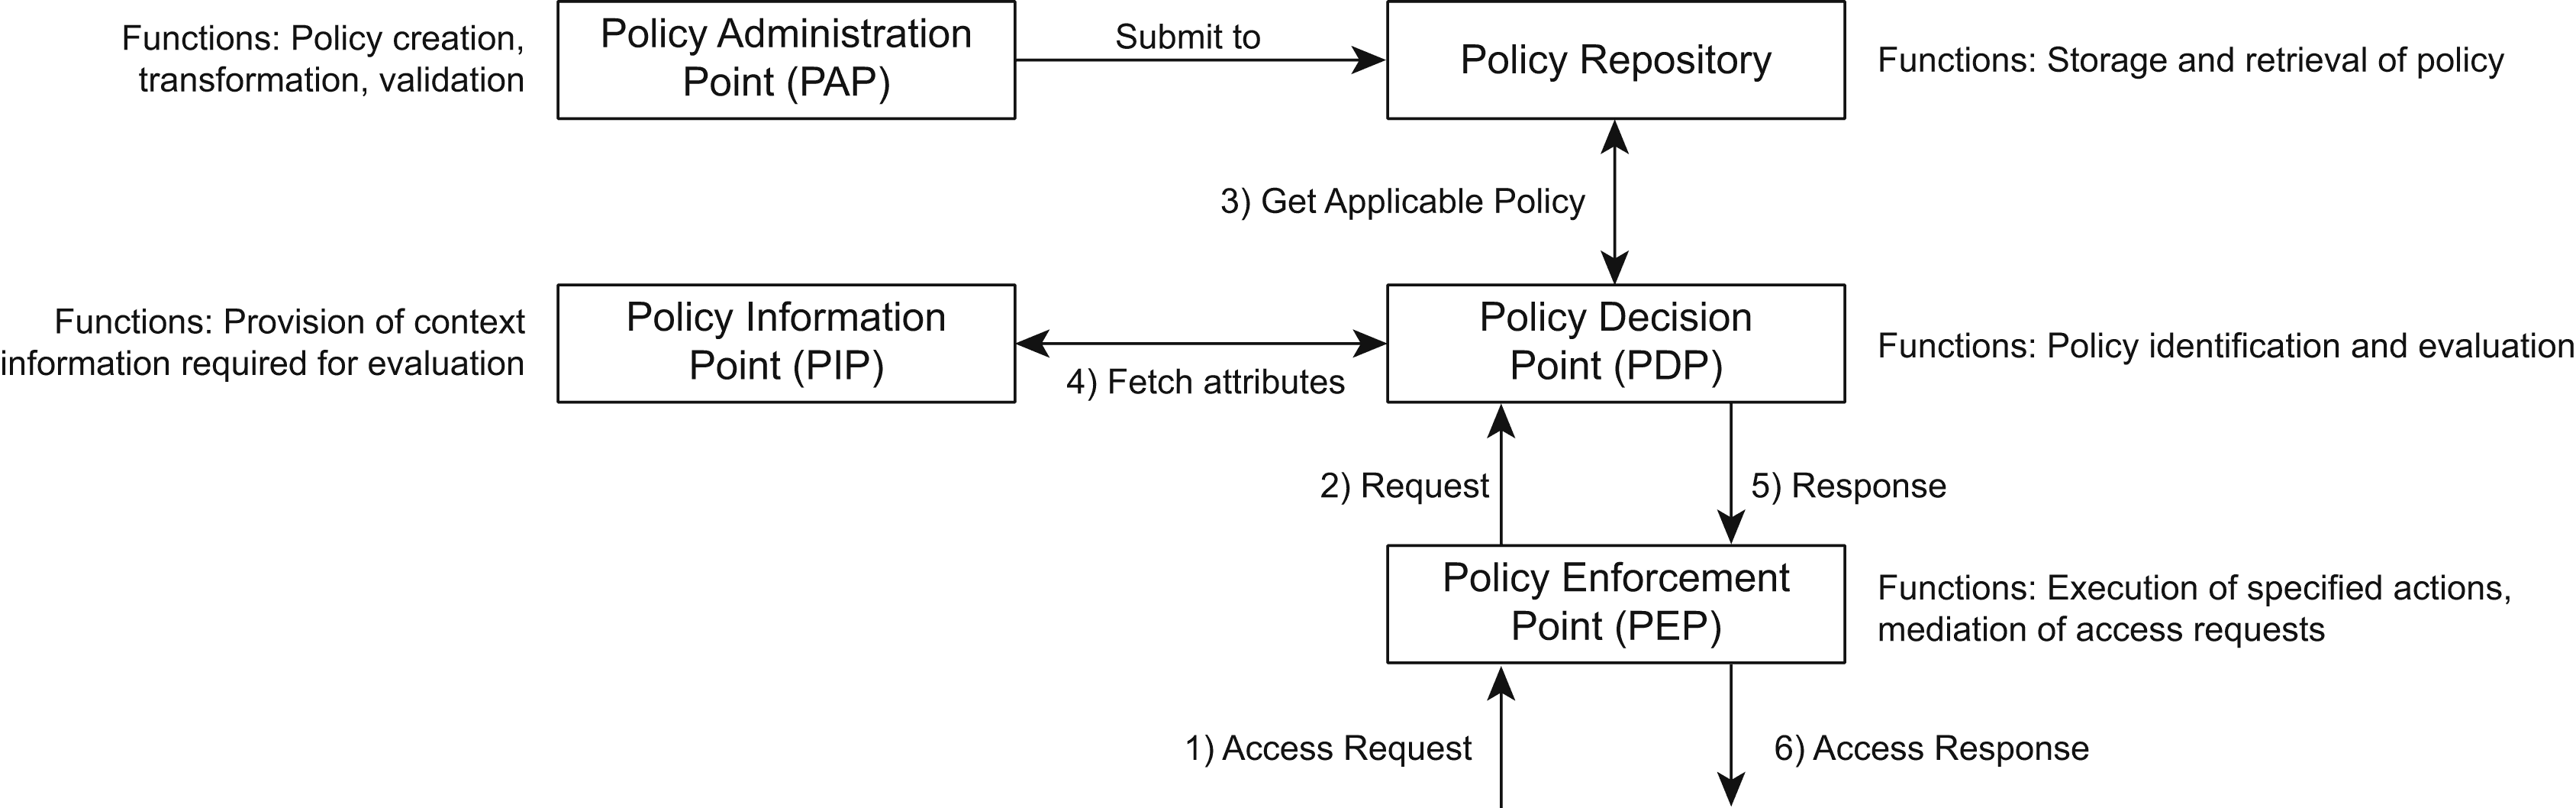 Functions: Policy creation,
transformation, validation
Policy Administration
Point (PAP)
Submit to
Policy Repository
Functions: Storage and retrieval of policy
3) Get Applicable Policy
Functions: Provision of context
information required for evaluation
Policy Information
Point (PIP)
4) Fetch attributes
Policy Decision
Point (PDP)
Functions: Policy identification and evaluation
2) Request
5) Response
Policy Enforcement
Point (PEP)
Functions: Execution of specified actions,
mediation of access requests
1) Access Request
6) Access Response